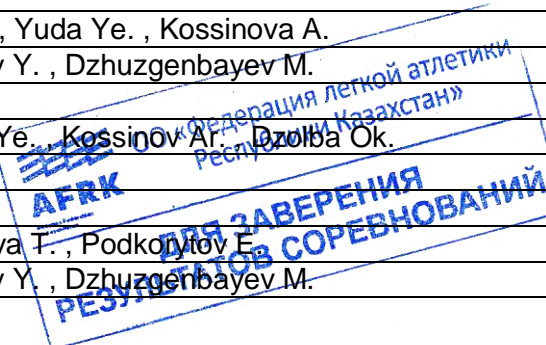 , Yuda Ye. , Kossinova A.
Y. , Dzhuzgenbayev M.
Ye. , Kossinov Ar. , Dzolba Ok.
va T. , Podkorytov E.
Y. , Dzhuzgenbayev M.
ОО «Федерация легкой атлетики
Республики Казахстан»
AFRK
ДЛЯ ЗАВЕРЕНИЯ
РЕЗУЛЬТАТОВ СОРЕВНОВАНИЙ